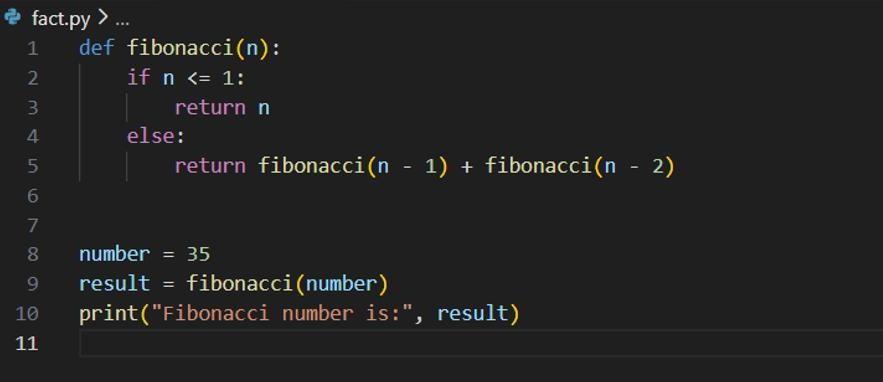 fact.py > ...
1 def fibonacci(n):
2     if n <= 1:
3         return n
4     else:
5         return fibonacci(n - 1) + fibonacci(n - 2)
6
7
8 number = 35
9 result = fibonacci(number)
10 print("Fibonacci number is:", result)
11